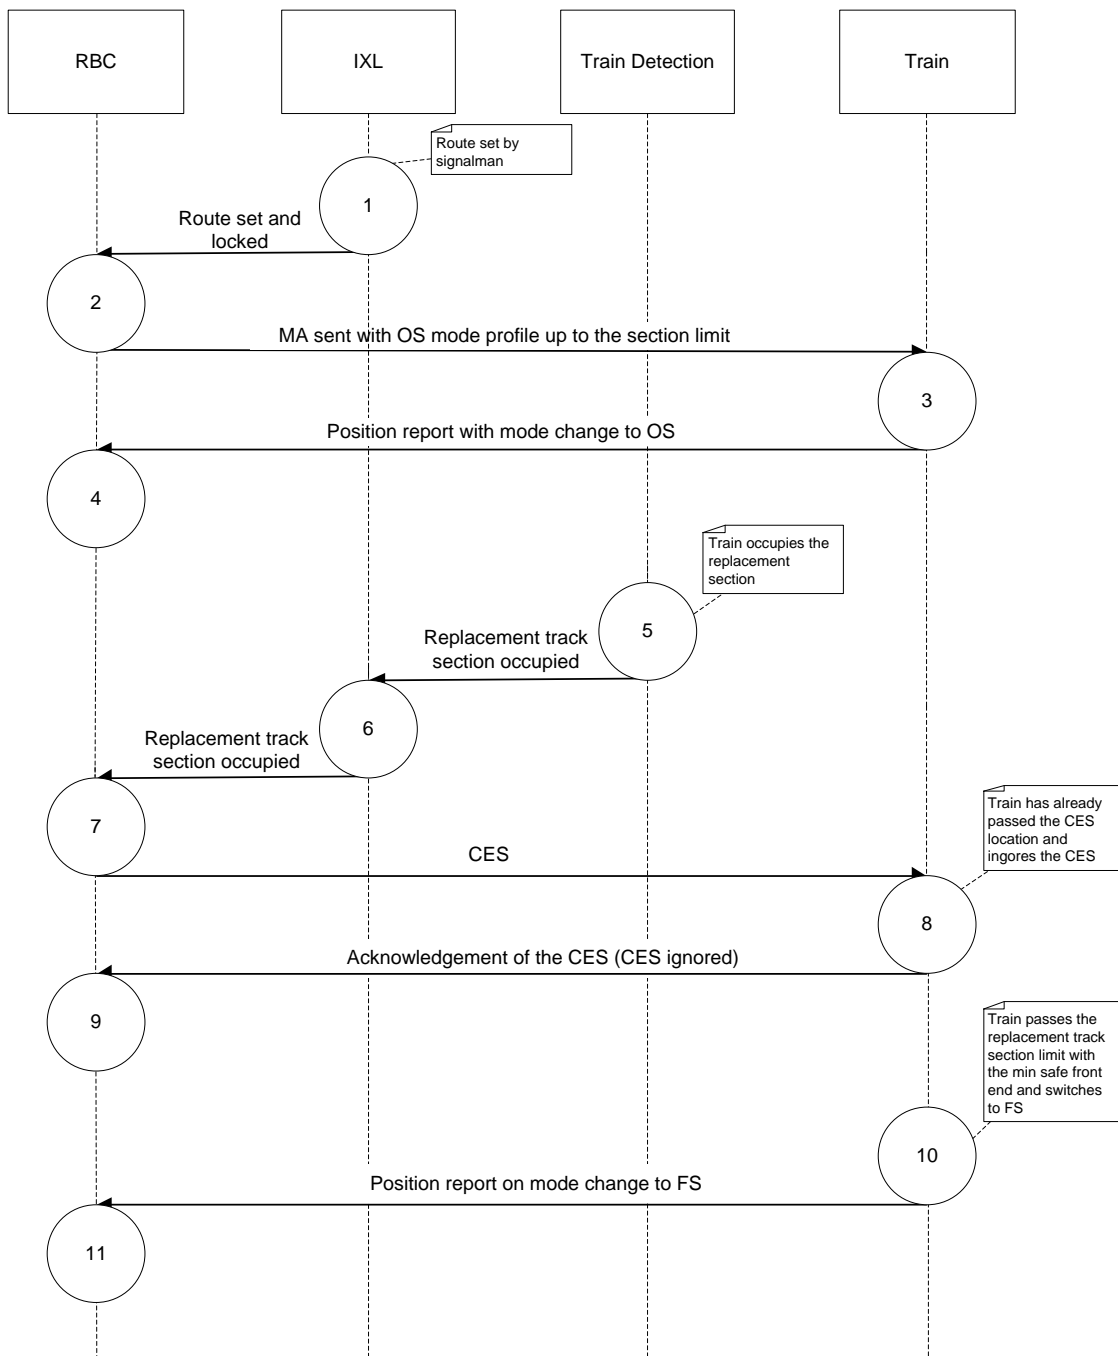 RBC
IXL
Train Detection
Train
Route set by
signalman
1
Route set and
locked
2
MA sent with OS mode profile up to the section limit
3
Position report with mode change to OS
4
Train occupies the
replacement
section
5
Replacement track
section occupied
6
Replacement track
section occupied
7
Train has already
passed the CES
location and
ingores the CES
CES
8
Acknowledgement of the CES (CES ignored)
9
Train passes the
replacement track
section limit with
the min safe front
end and switches
to FS
10
Position report on mode change to FS
11